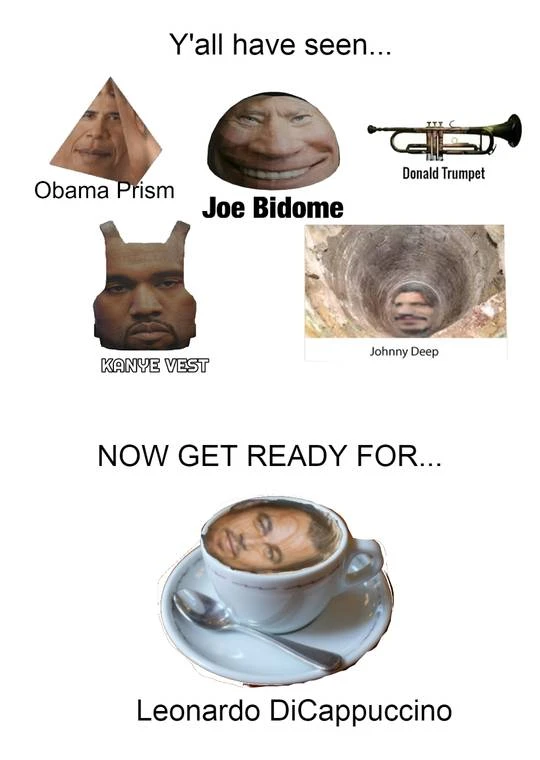 Y'all have seen...
Obama Prism
Joe Bidome
Donald Trumpet
KANYE VEST
Johnny Deep
NOW GET READY FOR...
Leonardo DiCappuccino